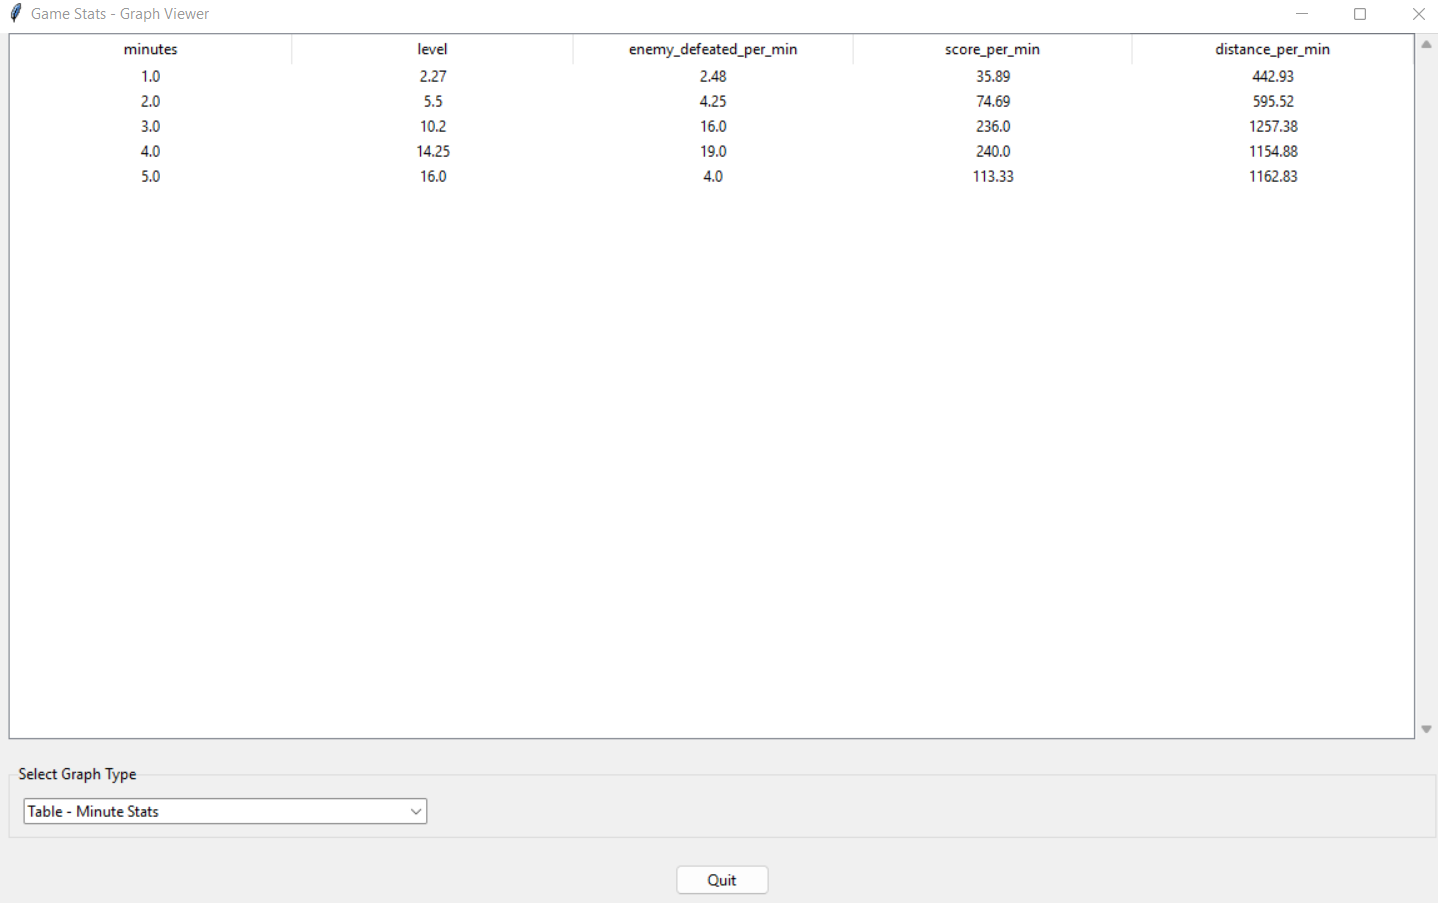 Game Stats - Graph Viewer
minutes level enemy_defeated_per_min score_per_min distance_per_min
1.0 2.27 2.48 35.89 442.93
2.0 5.5 4.25 74.69 595.52
3.0 10.2 16.0 236.0 1257.38
4.0 14.25 19.0 240.0 1154.88
5.0 16.0 4.0 113.33 1162.83
Select Graph Type
Table - Minute Stats
Quit